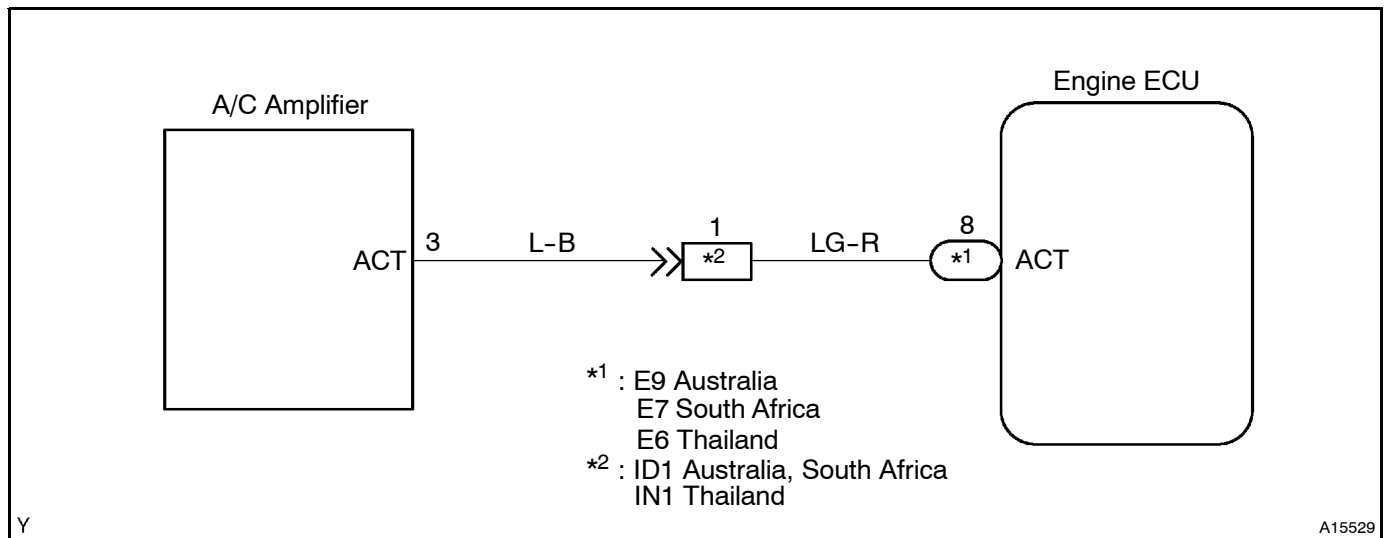 A/C Amplifier
Engine ECU
ACT
3
L-B
1
*2
LG-R
8
*1
ACT
*1 : E9 Australia
E7 South Africa
E6 Thailand
*2 : ID1 Australia, South Africa
IN1 Thailand
Y
A15529